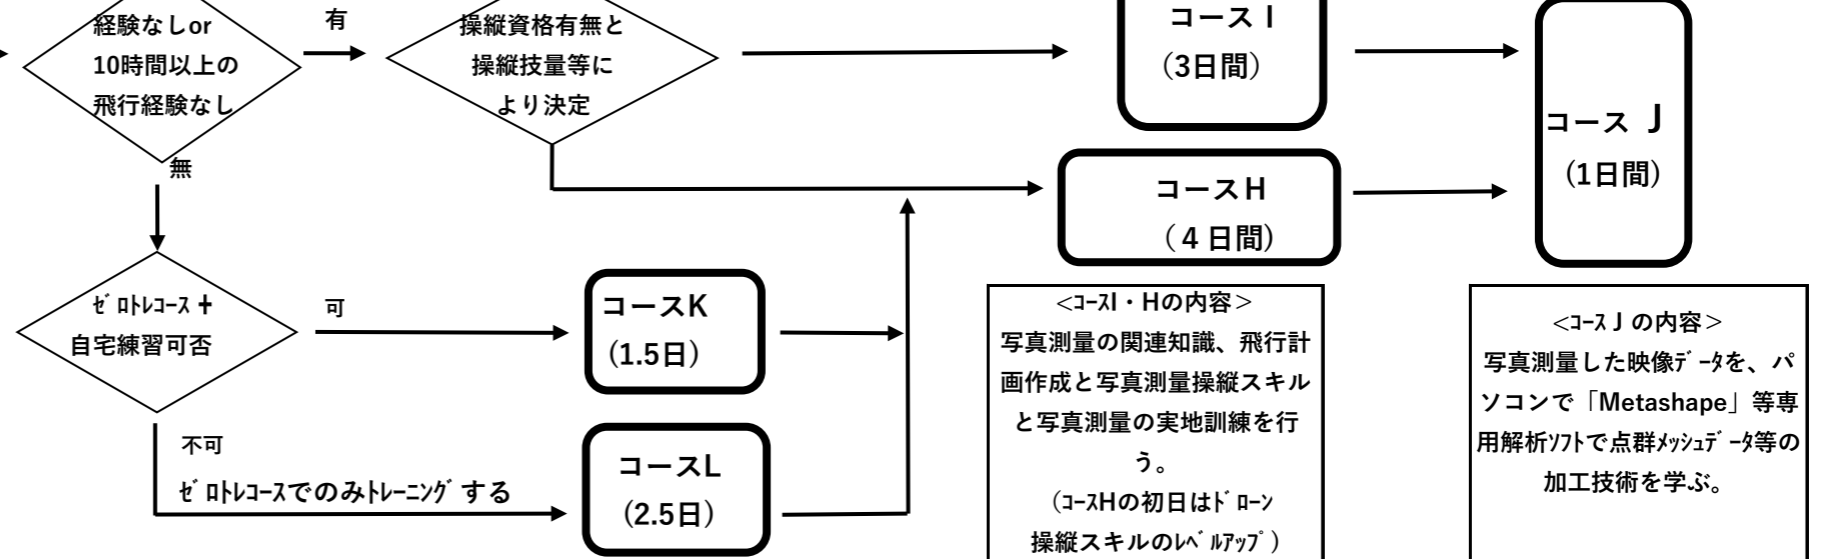 経験なしor
10時間以上の
飛行経験なし
有
無
操縦資格有無と
操縦技量等に
より決定
コース I
（3日間）
コースH
（４日間）
コース J
（1日間）
ｾﾞﾛﾄﾚｺｰｽ＋
自宅練習可否
可
コースK
（1.5日）
不可
ｾﾞﾛﾄﾚｺｰｽでのみﾄﾚｰﾆﾝｸﾞする
コースL
（2.5日）
＜ｺｰｽI・Hの内容＞
写真測量の関連知識、飛行計
画作成と写真測量操縦スキル
と写真測量の実地訓練を行
う。
（ｺｰｽHの初日はﾄﾞﾛｰﾝ
操縦スキルのﾚﾍﾞﾙｱｯﾌﾟ）
＜ｺｰｽJの内容＞
写真測量した映像ﾃﾞｰﾀを、パ
ソコンで「Metashape」等専
用解析ｿﾌﾄで点群ﾒｯｼｭﾃﾞｰﾀ等の
加工技術を学ぶ。